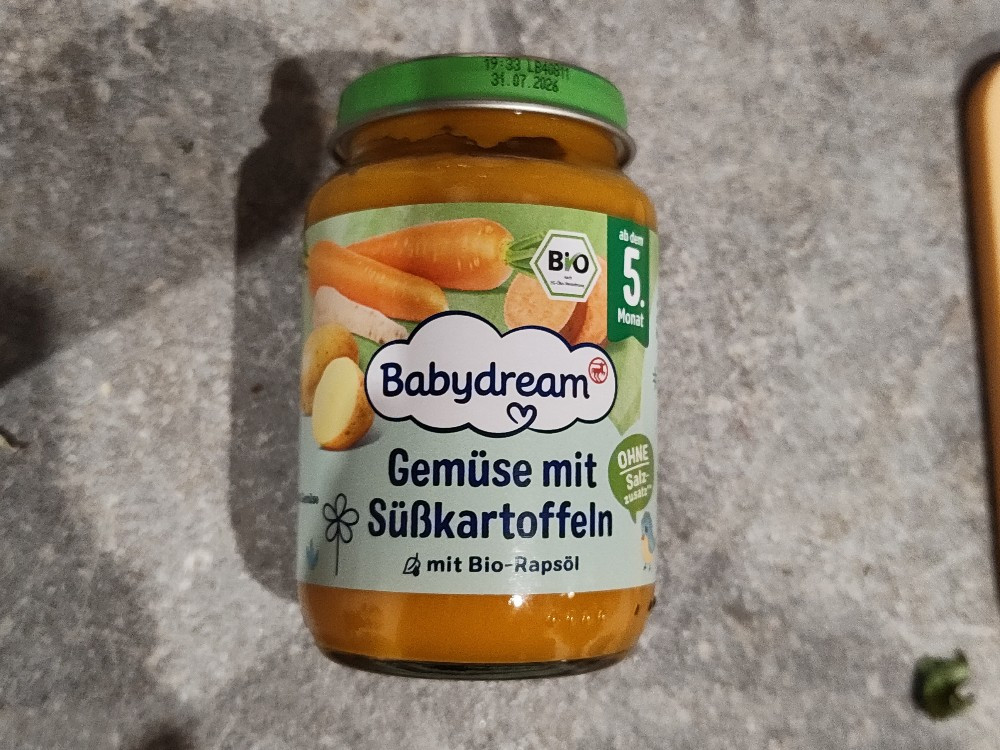 19:33 LB40811
31.07.2026
BiO
nach
ab dem
5.
Monat
Babydream
Gemüse mit
Süßkartoffeln
mit Bio-Rapsöl
OHNE
Salz-
zusatz